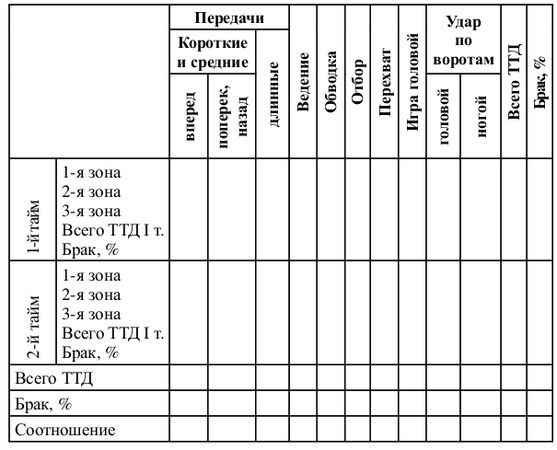 Передачи
Короткие
и средние
вперед
поперек,
назад
длинные
Ведение
Обводка
Отбор
Перехват
Игра головой
Удар
по
воротам
головой
ногой
Всего ТТД
Брак, %
1-й тайм
1-я зона
2-я зона
3-я зона
Всего ТТД I т.
Брак, %
2-й тайм
1-я зона
2-я зона
3-я зона
Всего ТТД I т.
Брак, %
Всего ТТД
Брак, %
Соотношение